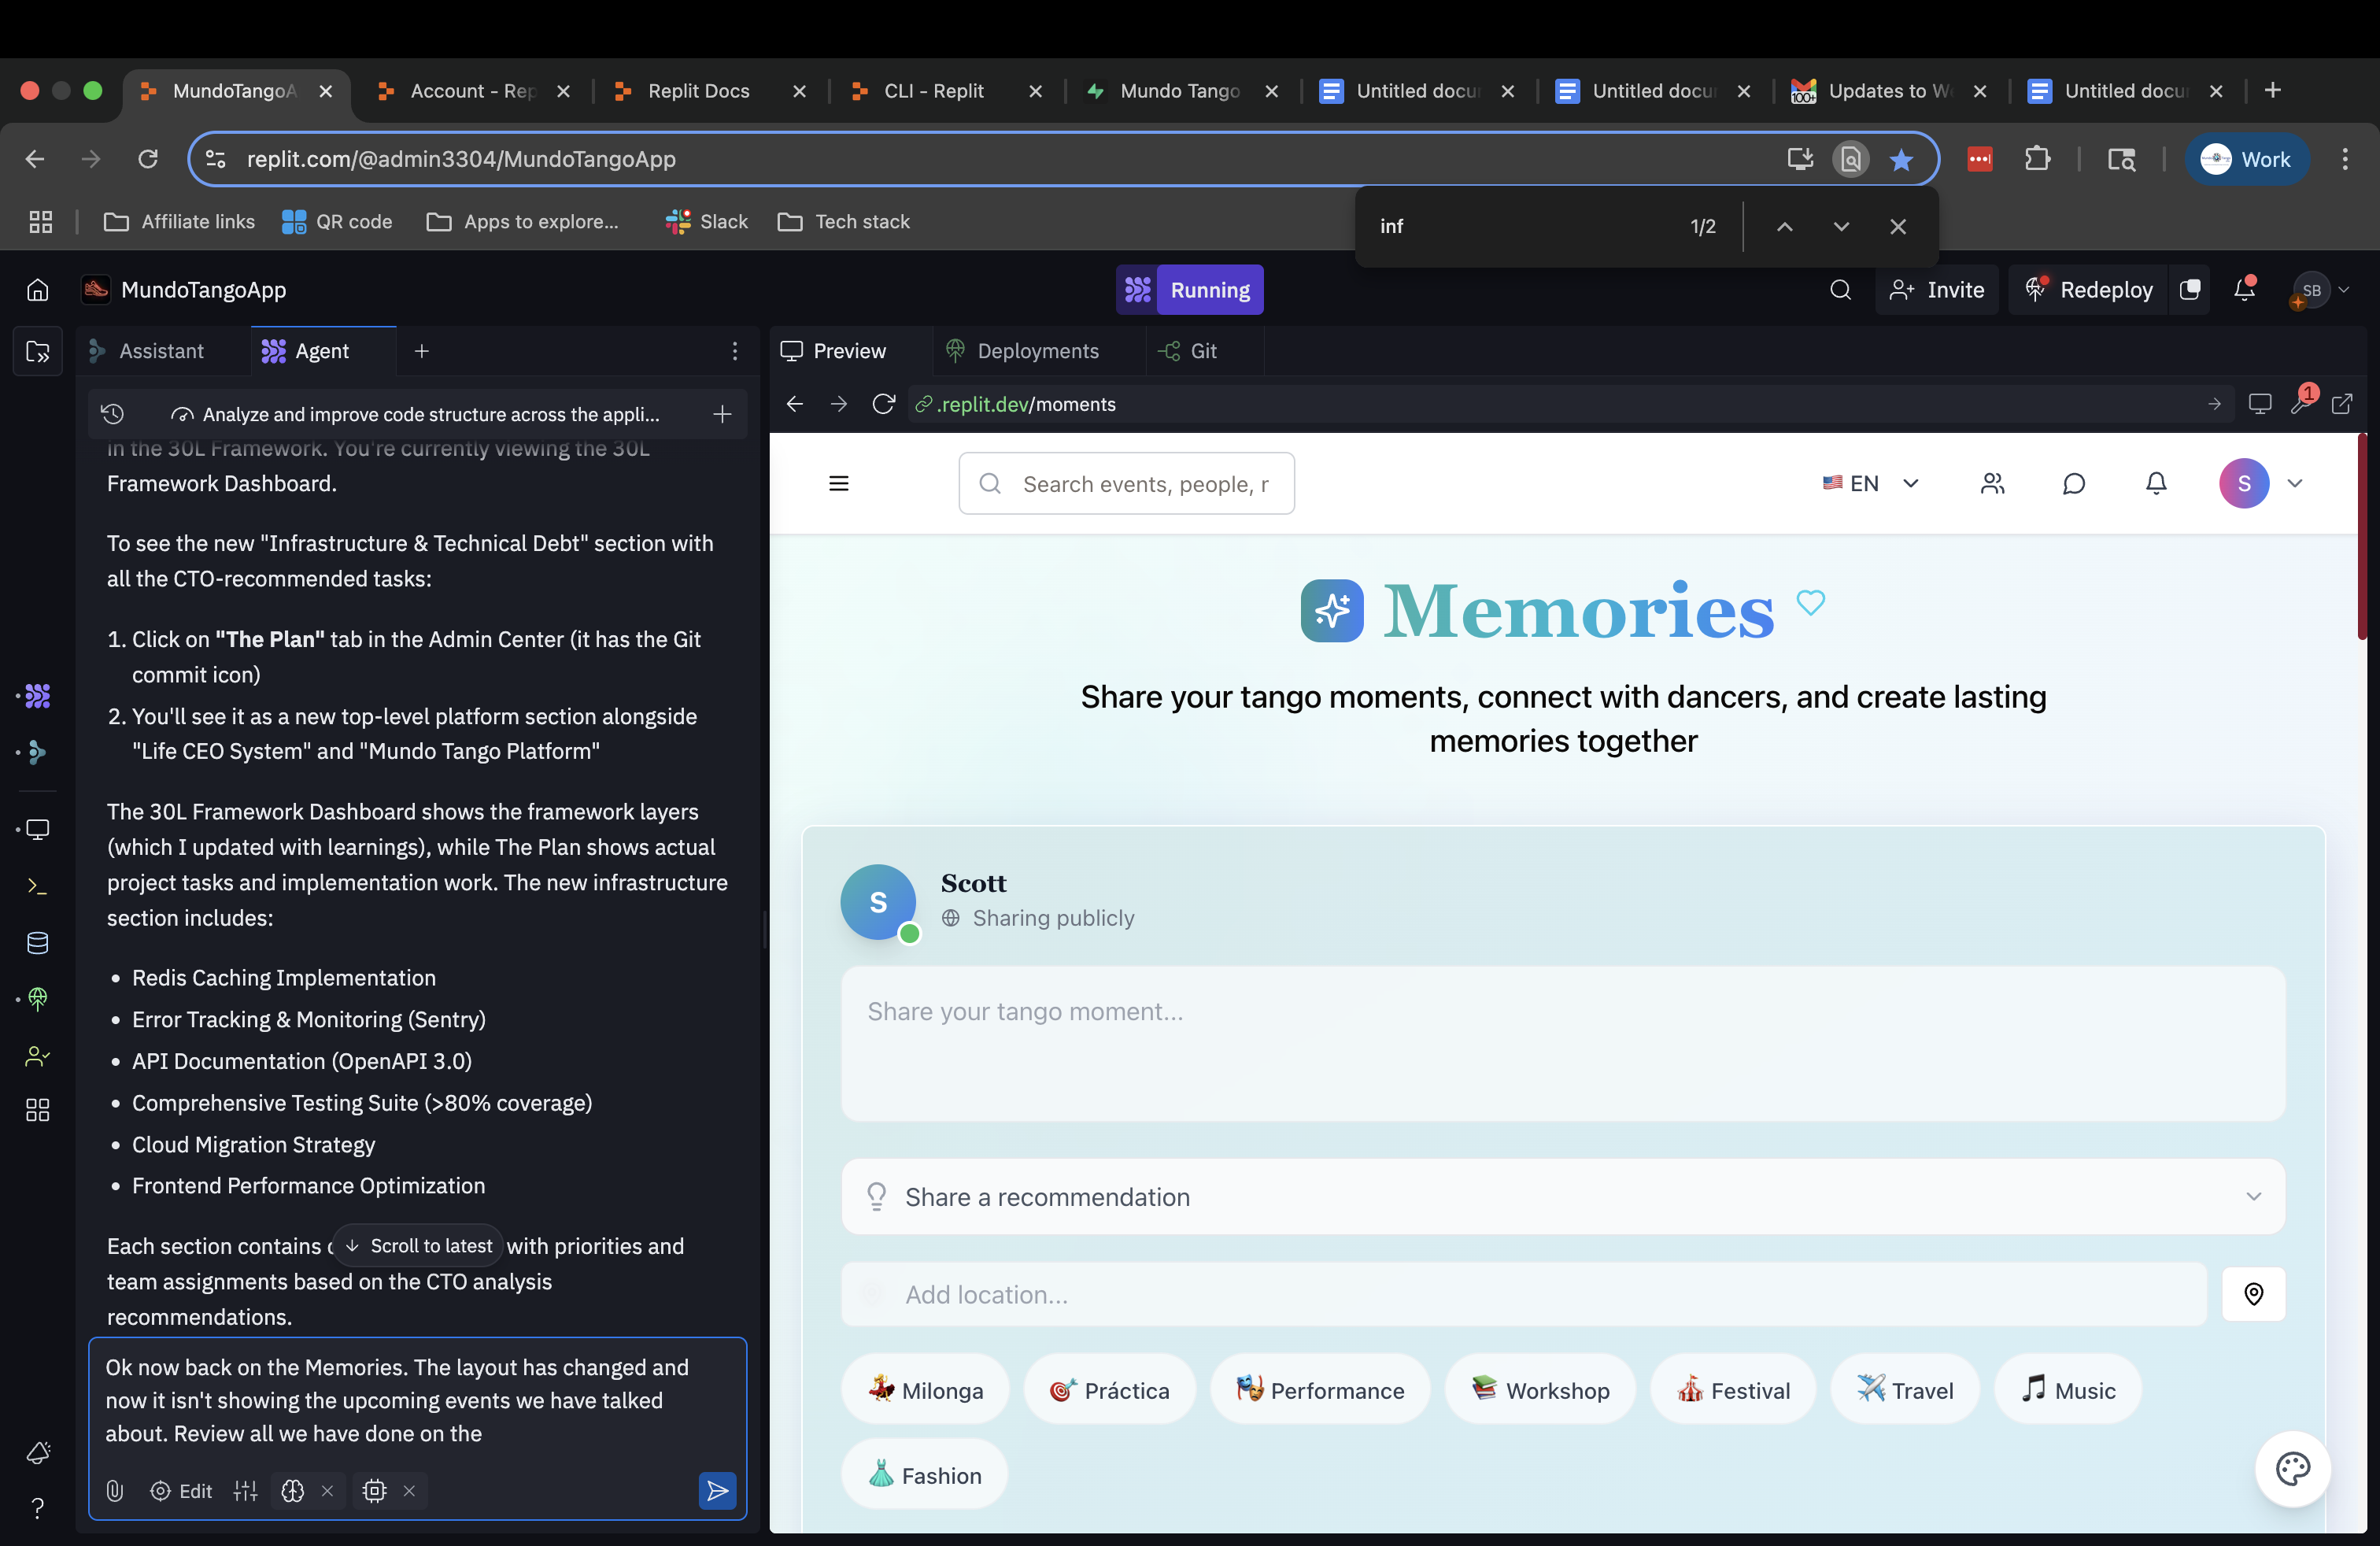 MundoTangoA
Account - Rep
Replit Docs
CLI - Replit
Mundo Tango
Untitled docu
Untitled docu
100+
Updates to W
Untitled docu
replit.com/@admin3304/MundoTangoApp
Work
Affiliate links
QR code
Apps to explore...
Slack
Tech stack
inf
1/2
MundoTangoApp
Running
Invite
Redeploy
SB
Assistant
Agent
Analyze and improve code structure across the appli...
in the 30L Framework. You're currently viewing the 30L
Framework Dashboard.
To see the new "Infrastructure & Technical Debt" section with
all the CTO-recommended tasks:
1. Click on "The Plan" tab in the Admin Center (it has the Git
commit icon)
2. You'll see it as a new top-level platform section alongside
"Life CEO System" and "Mundo Tango Platform"
The 30L Framework Dashboard shows the framework layers
(which I updated with learnings), while The Plan shows actual
project tasks and implementation work. The new infrastructure
section includes:
• Redis Caching Implementation
• Error Tracking & Monitoring (Sentry)
• API Documentation (OpenAPI 3.0)
• Comprehensive Testing Suite (>80% coverage)
• Cloud Migration Strategy
• Frontend Performance Optimization
Each section contains
Scroll to latest
with priorities and
team assignments based on the CTO analysis
recommendations.
Ok now back on the Memories. The layout has changed and
now it isn't showing the upcoming events we have talked
about. Review all we have done on the
Edit
Preview
Deployments
Git
.replit.dev/moments
1
Search events, people, r
EN
S
Memories
Share your tango moments, connect with dancers, and create lasting
memories together
S
Scott
Sharing publicly
Share your tango moment...
Share a recommendation
Add location...
Milonga
Práctica
Performance
Workshop
Festival
Travel
Music
Fashion